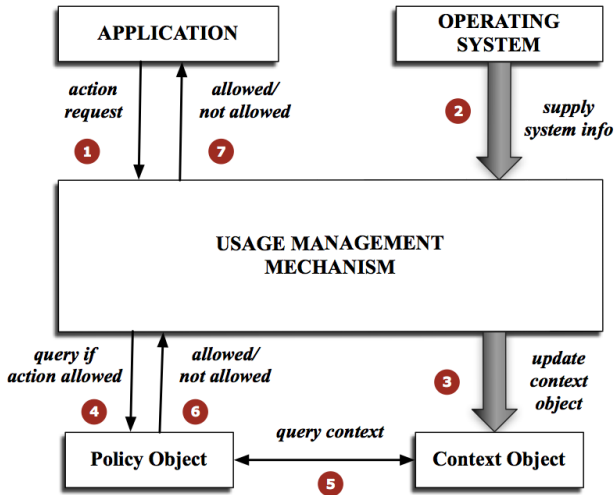 APPLICATION
OPERATING
SYSTEM
action
request
1
allowed/
not allowed
7
2
supply
system info
USAGE MANAGEMENT
MECHANISM
query if
action allowed
4
allowed/
not allowed
6
3
update
context
object
Policy Object
query context
5
Context Object